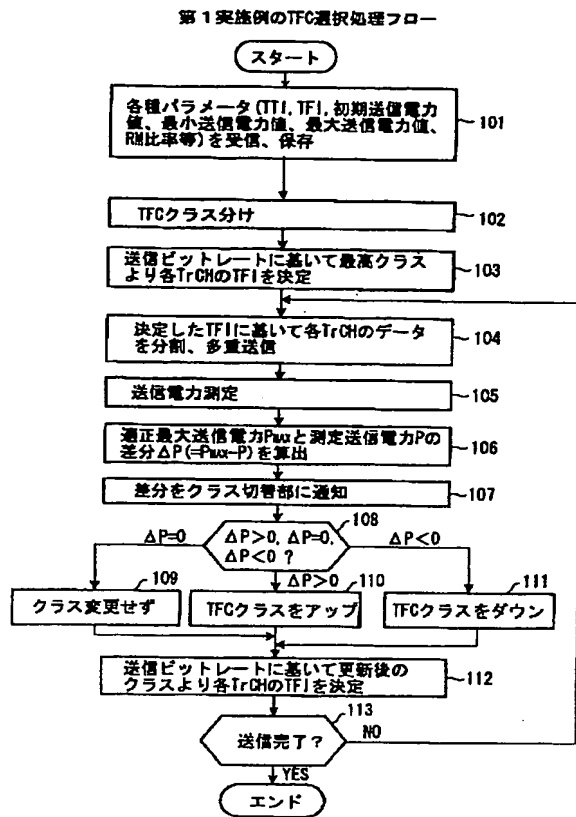 第１実施例のTFC選択処理フロー
スタート
各種パラメータ(TTI, TFI, 初期送信電力
値、最小送信電力値、最大送信電力値、
RM比率等)を受信、保存
101
TFCクラス分け
102
送信ビットレートに基いて最高クラス
より各TrCHのTFIを決定
103
決定したTFIに基いて各TrCHのデータ
を分割、多重送信
104
送信電力測定
105
適正最大送信電力PMAXと測定送信電力Pの
差分ΔP(=PMAX-P)を算出
106
差分をクラス切替部に通知
107
108
ΔP>0, ΔP=0,
ΔP<0 ?
ΔP=0
ΔP<0
ΔP>0
109
クラス変更せず
110
TFCクラスをアップ
111
TFCクラスをダウン
送信ビットレートに基いて更新後の
クラスより各TrCHのTFIを決定
112
113
送信完了？
NO
YES
エンド